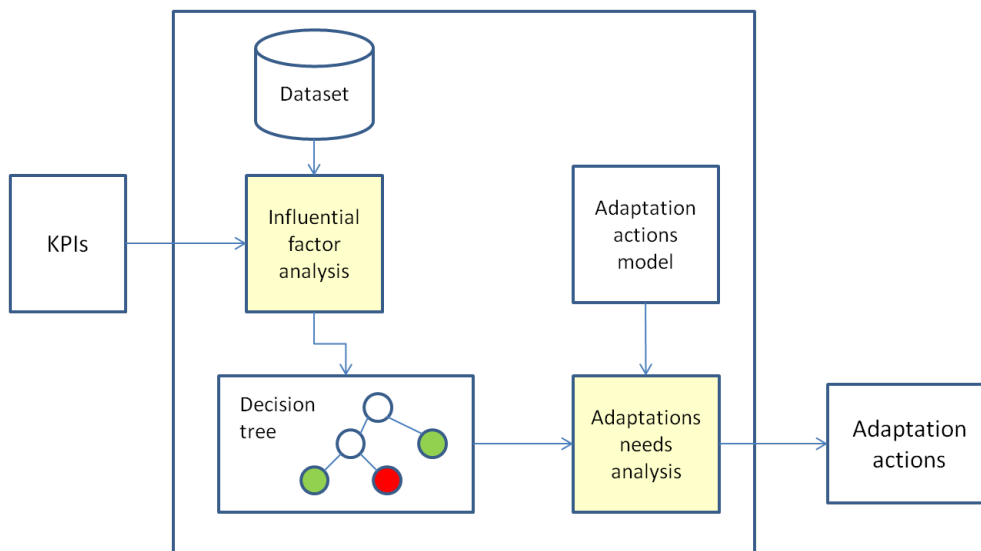 Dataset
KPIs
Influential
factor
analysis
Adaptation
actions
model
Decision
tree
Adaptations
needs
analysis
Adaptation
actions